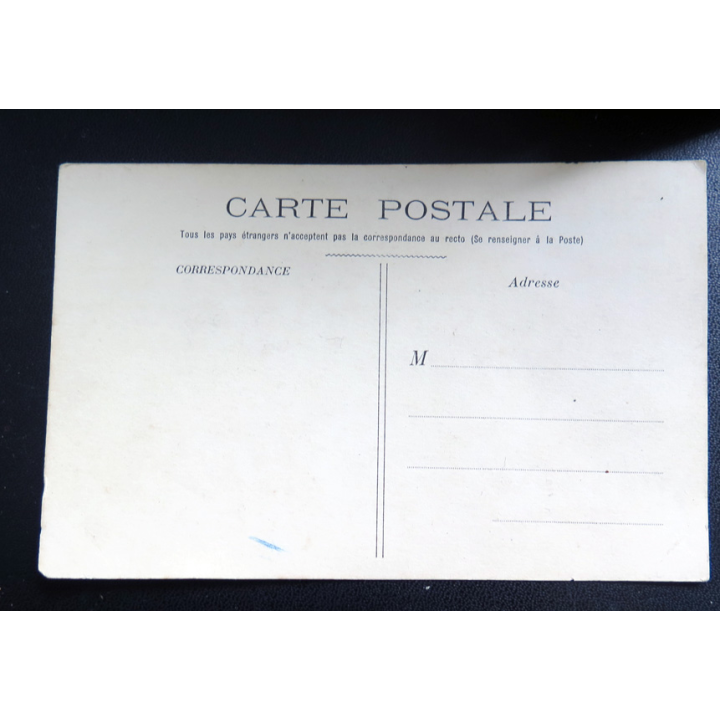 CARTE POSTALE
Tous les pays étrangers n'acceptent pas la correspondance au recto (Se renseigner à la Poste)
CORRESPONDANCE
Adresse
M